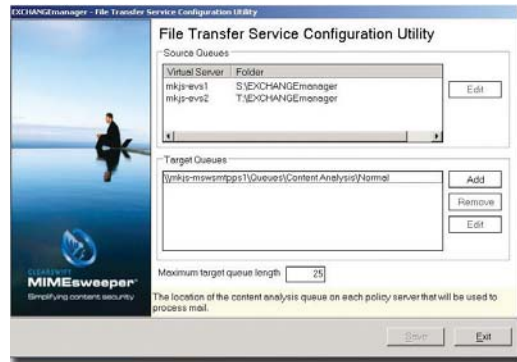 EXCHANGEmanager - File Transfer Service Configuration Utility
File Transfer Service Configuration Utility
Source Queues
Virtual Server Folder
mkjs-evs1 S:\EXCHANGEmanager
mkjs-evs2 T:\EXCHANGEmanager
Edit
Target Queues
\\mkjs-mswsmtpps1\Queues\Content Analysis\Normal
Add
Remove
Edit
CLEARSWIFT
MIMEsweeper
Simplifying content security
Maximum target queue length 25
The location of the content analysis queue on each policy server that will be used to
process mail.
Save
Exit